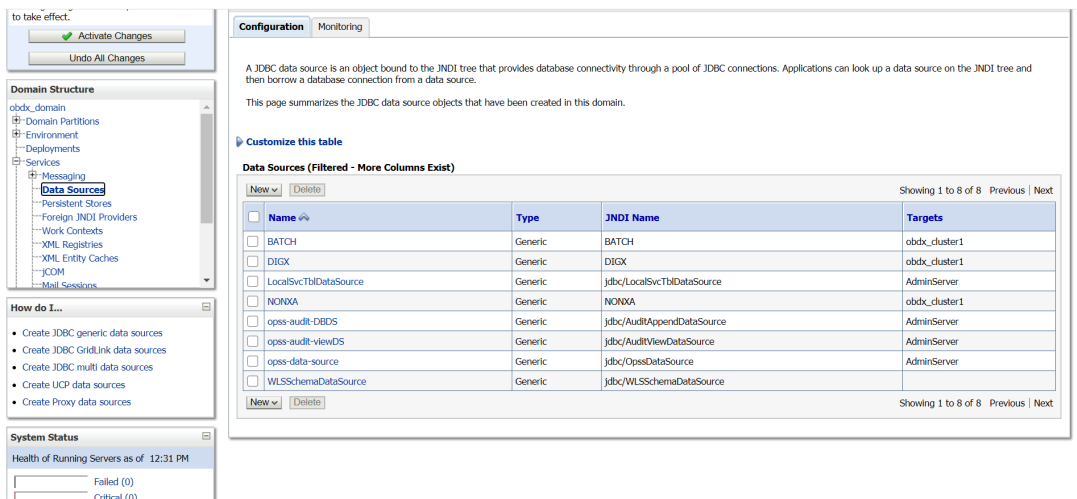 to take effect.
Activate Changes
Undo All Changes
Domain Structure
obdx_domain
Domain Partitions
Environment
Deployments
Services
Messaging
Data Sources
Persistent Stores
Foreign JNDI Providers
Work Contexts
XML Registries
XML Entity Caches
jCOM
Mail Sessions
How do I...
Create JDBC generic data sources
Create JDBC GridLink data sources
Create JDBC multi data sources
Create UCP data sources
Create Proxy data sources
System Status
Health of Running Servers as of 12:31 PM
Failed (0)
Critical (0)
Configuration Monitoring
A JDBC data source is an object bound to the JNDI tree that provides database connectivity through a pool of JDBC connections. Applications can look up a data source on the JNDI tree and
then borrow a database connection from a data source.
This page summarizes the JDBC data source objects that have been created in this domain.
Customize this table
Data Sources (Filtered - More Columns Exist)
New Delete Showing 1 to 8 of 8 Previous | Next
Name Type JNDI Name Targets
BATCH Generic BATCH obdx_cluster1
DIGX Generic DIGX obdx_cluster1
LocalSvcTblDataSource Generic jdbc/LocalSvcTblDataSource AdminServer
NONXA Generic NONXA obdx_cluster1
opss-audit-DBDS Generic jdbc/AuditAppendDataSource AdminServer
opss-audit-viewDS Generic jdbc/AuditViewDataSource AdminServer
opss-data-source Generic jdbc/OpssDataSource AdminServer
WLSSchemaDataSource Generic jdbc/WLSSchemaDataSource
New Delete Showing 1 to 8 of 8 Previous | Next